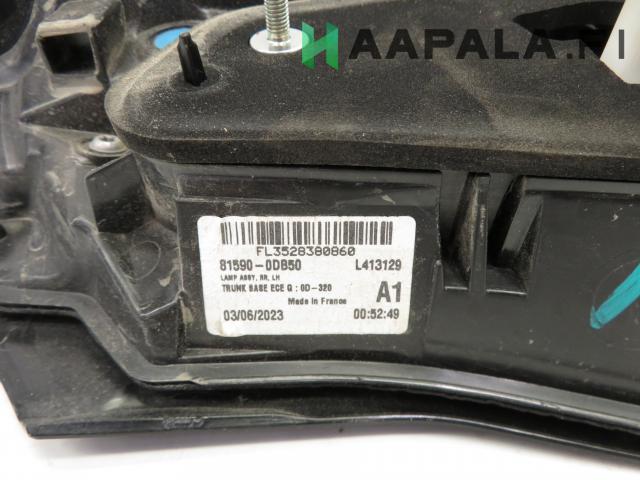 HAAPALA.FI
FL3528380860
81590-0D850 L413129
LAMP ASSY, RR, LH
TRUNK BASE ECE Q : 0D-320
Made in France A1
03/06/2023 00:52:49